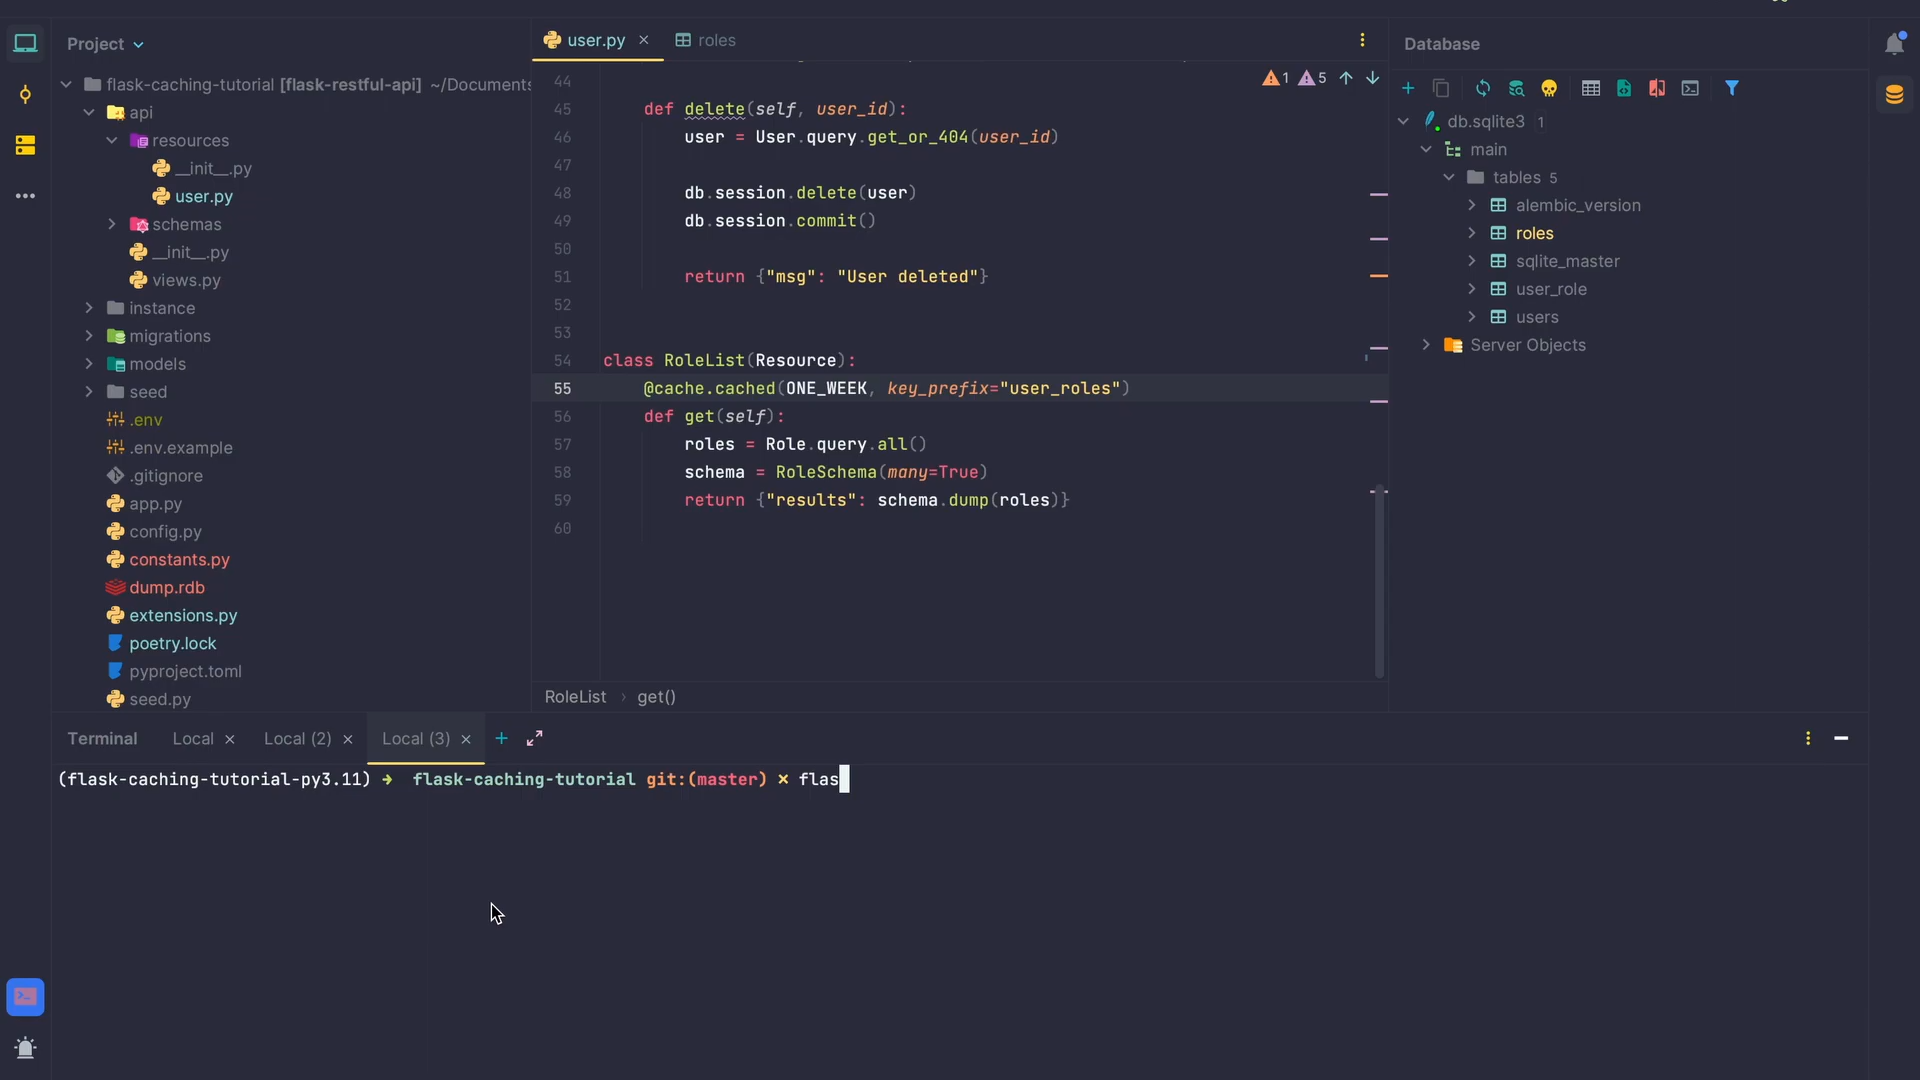 Project
flask-caching-tutorial [flask-restful-api] ~/Documents
api
resources
__init__.py
user.py
schemas
__init__.py
views.py
instance
migrations
models
seed
.env
.env.example
.gitignore
app.py
config.py
constants.py
dump.rdb
extensions.py
poetry.lock
pyproject.toml
seed.py
user.py
roles
1 5
44
45 def delete(self, user_id):
46 user = User.query.get_or_404(user_id)
47
48 db.session.delete(user)
49 db.session.commit()
50
51 return {"msg": "User deleted"}
52
53
54 class RoleList(Resource):
55 @cache.cached(ONE_WEEK, key_prefix="user_roles")
56 def get(self):
57 roles = Role.query.all()
58 schema = RoleSchema(many=True)
59 return {"results": schema.dump(roles)}
60
RoleList › get()
Database
db.sqlite3 1
main
tables 5
alembic_version
roles
sqlite_master
user_role
users
Server Objects
Terminal Local × Local (2) × Local (3) × +
(flask-caching-tutorial-py3.11) ➜ flask-caching-tutorial git:(master) × flas